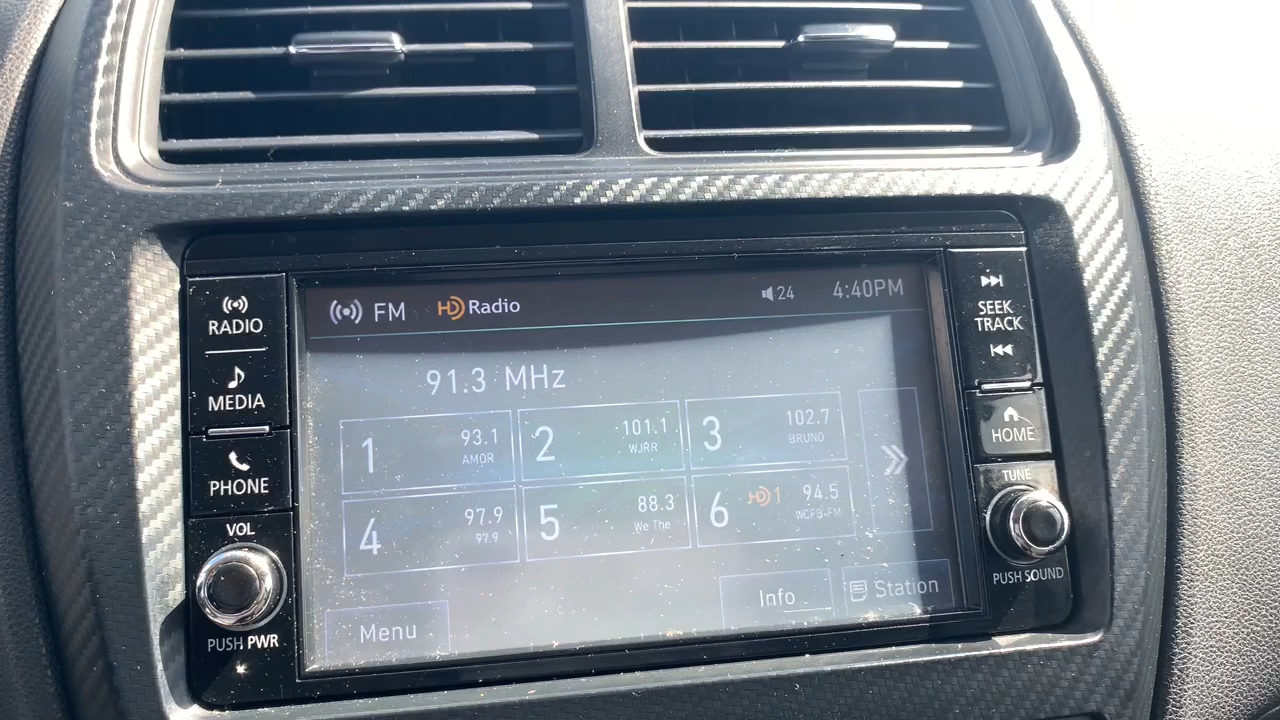 RADIO
MEDIA
PHONE
VOL
PUSH PWR
FM HD Radio 24 4:40PM
91.3 MHz
1 93.1 AMOR
2 101.1 WJRR
3 102.7 BRUNO
4 97.9 97.9
5 88.3 We The
6 HD1 94.5 WCFB-FM
Menu
Info
Station
SEEK
TRACK
HOME
TUNE
PUSH SOUND